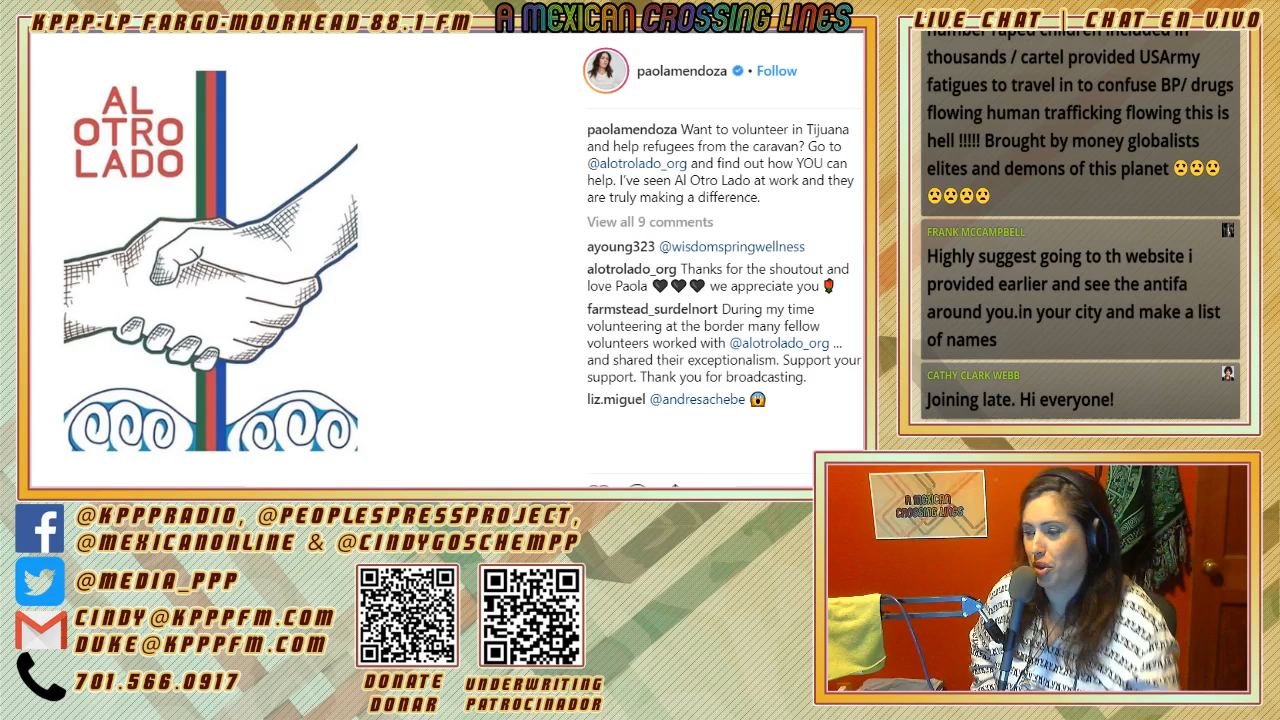 KPPP-LP FARGO-MOORHEAD 88.1 FM
A MEXICAN CROSSING LINES
LIVE CHAT | CHAT EN VIVO
AL
OTRO
LADO
paolamendoza • Follow
paolamendoza Want to volunteer in Tijuana
and help refugees from the caravan? Go to
@alotrolado_org and find out how YOU can
help. I've seen Al Otro Lado at work and they
are truly making a difference.
View all 9 comments
ayoung323 @wisdomspringwellness
alotrolado_org Thanks for the shoutout and
love Paola 🖤🖤🖤 we appreciate you 🌹
farmstead_surdelnort During my time
volunteering at the border many fellow
volunteers worked with @alotrolado_org ...
and shared their exceptionalism. Support your
support. Thank you for broadcasting.
liz.miguel @andresachebe 😱
number raped children included in
thousands / cartel provided USArmy
fatigues to travel in to confuse BP/ drugs
flowing human trafficking flowing this is
hell !!!!! Brought by money globalists
elites and demons of this planet 😢😢😢
😢😢😢😢
FRANK MCCAMPBELL
Highly suggest going to th website i
provided earlier and see the antifa
around you.in your city and make a list
of names
CATHY CLARK WEBB
Joining late. Hi everyone!
A MEXICAN
CROSSING LINES
@KPPPRADIO, @PEOPLESPRESSPROJECT,
@MEXICANONLINE & @CINDYGOSCHEMPP
@MEDIA_PPP
CINDY@KPPPFM.COM
DUKE@KPPPFM.COM
701.566.0917
DONATE
DONAR
UNDERWRITING
PATROCINADOR